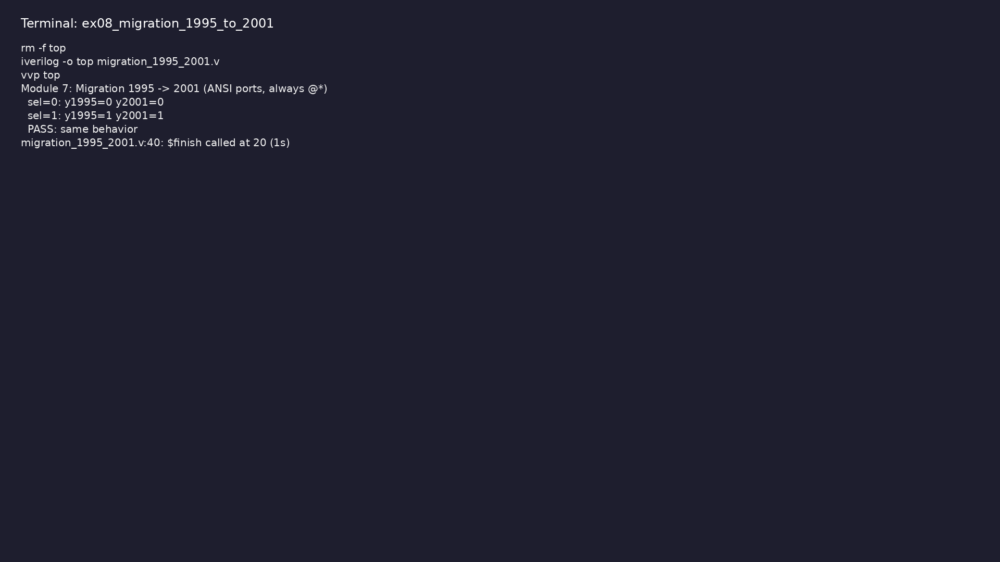 Terminal: ex08_migration_1995_to_2001
rm -f top
iverilog -o top migration_1995_2001.v
vvp top
Module 7: Migration 1995 -> 2001 (ANSI ports, always @*)
  sel=0: y1995=0 y2001=0
  sel=1: y1995=1 y2001=1
  PASS: same behavior
migration_1995_2001.v:40: $finish called at 20 (1s)